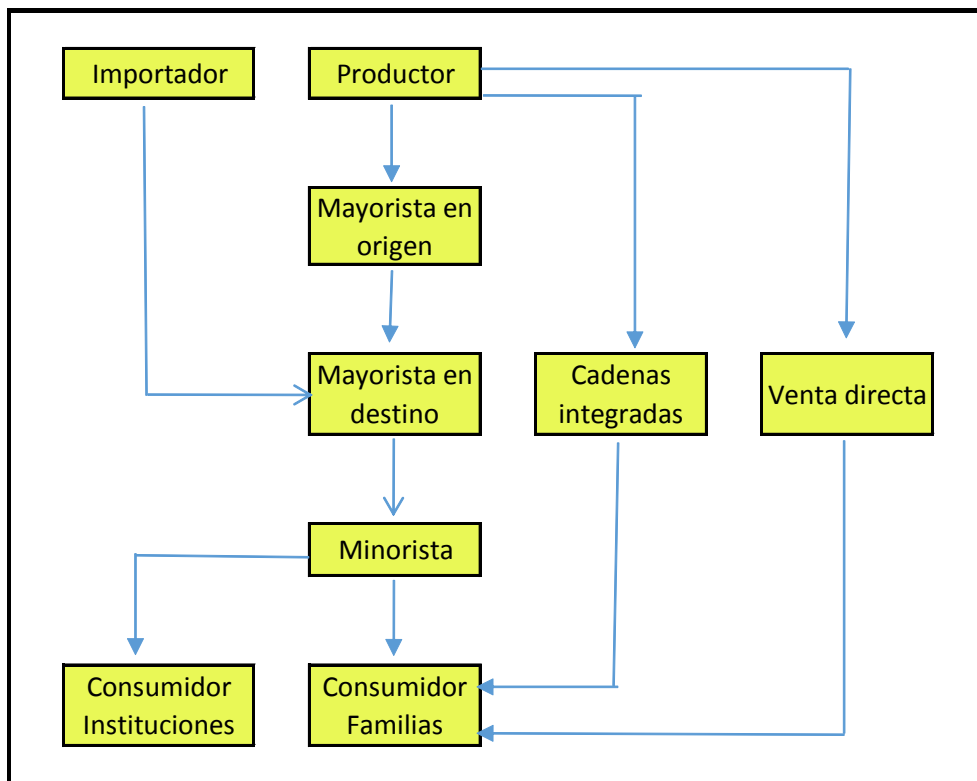 Importador
Productor
Mayorista en
origen
Mayorista en
destino
Cadenas
integradas
Venta directa
Minorista
Consumidor
Instituciones
Consumidor
Familias